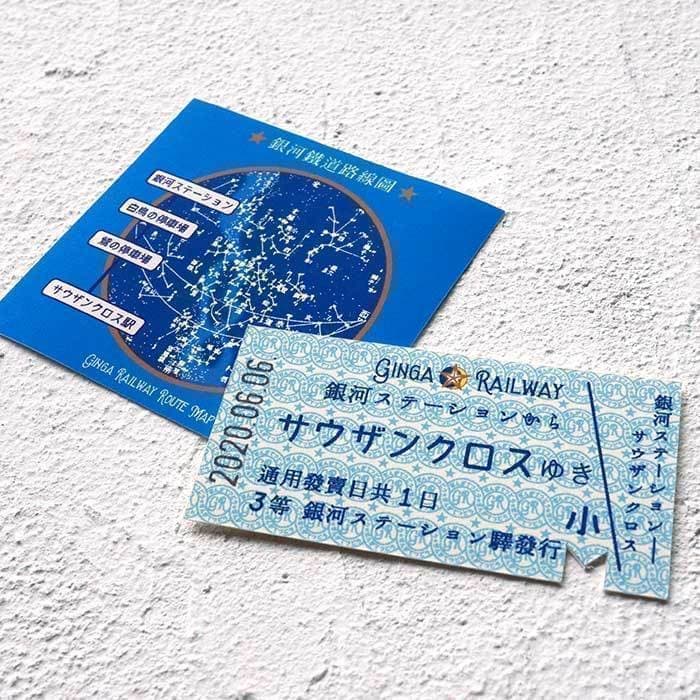 銀河鐵道路線圖
銀河ステーション
白鳥の停車場
鷲の停車場
サウザンクロス駅
GINGA RAILWAY ROUTE MAP
GINGA RAILWAY
2020.06.06
銀河ステーションから
サウザンクロスゆき
通用發賣日共1日
3等 銀河ステーション驛發行
小
銀河ステーション―
サウザンクロス